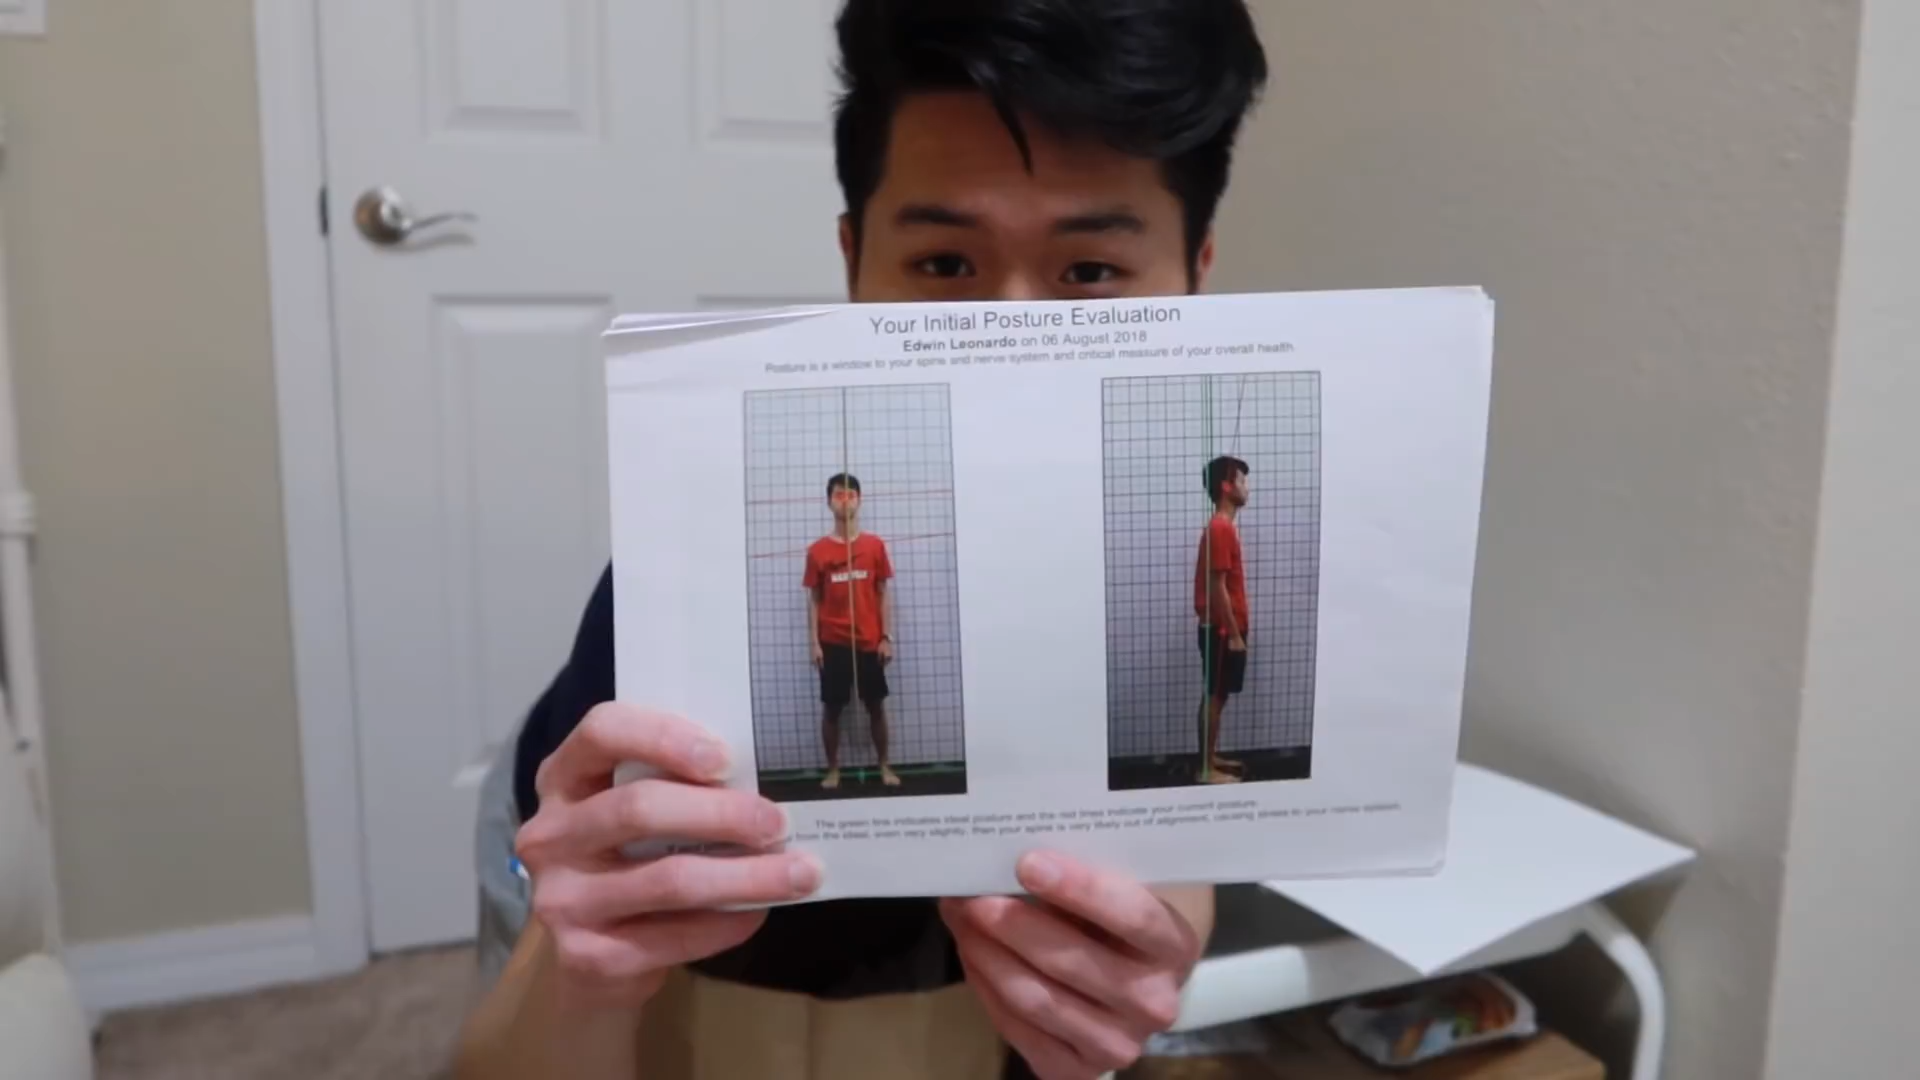 Your Initial Posture Evaluation
Edwin Leonardo on 06 August 2018
Posture is a window to your spine and nerve system and critical measure of your overall health
The green line indicates ideal posture and the red lines indicate your current posture.
from the ideal, even very slightly, then your spine is very likely out of alignment, causing stress to your nerve system